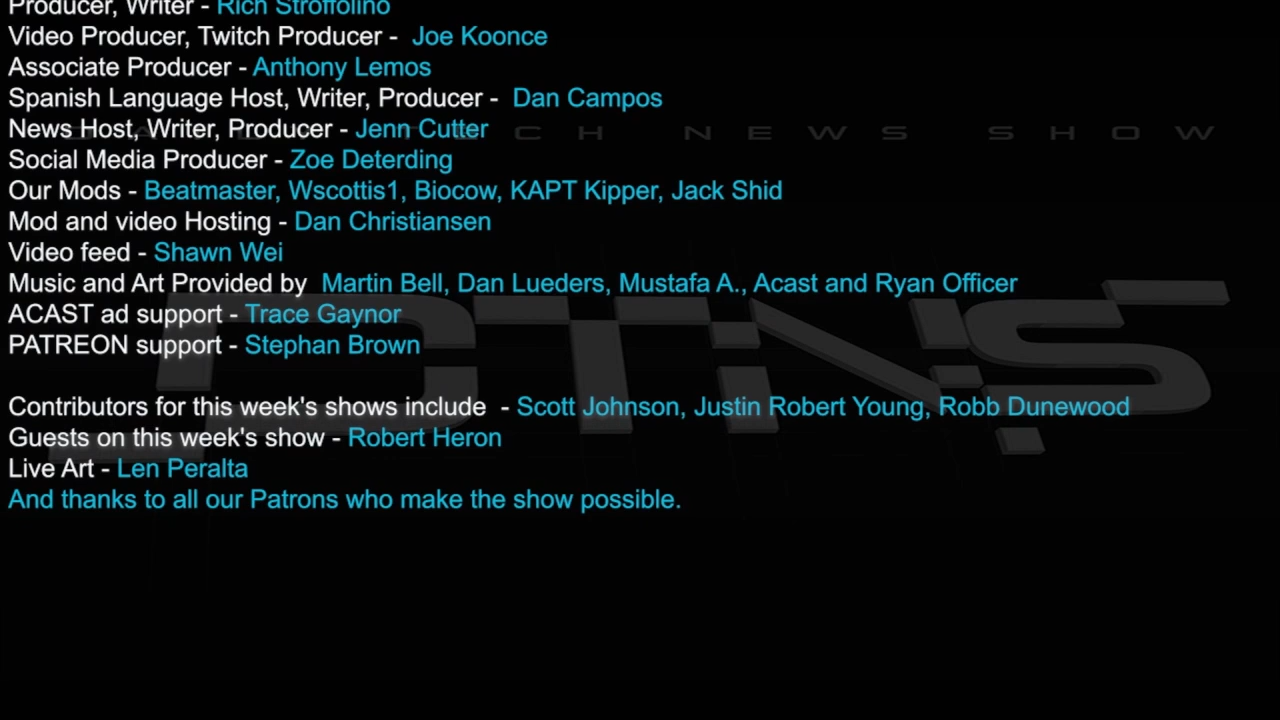 Producer, Writer - Rich Stroffolino
Video Producer, Twitch Producer - Joe Koonce
Associate Producer - Anthony Lemos
Spanish Language Host, Writer, Producer - Dan Campos
News Host, Writer, Producer - Jenn Cutter
TECH NEWS SHOW
Social Media Producer - Zoe Deterding
Our Mods - Beatmaster, Wscottis1, Biocow, KAPT Kipper, Jack Shid
Mod and video Hosting - Dan Christiansen
Video feed - Shawn Wei
Music and Art Provided by Martin Bell, Dan Lueders, Mustafa A., Acast and Ryan Officer
ACAST ad support - Trace Gaynor
PATREON support - Stephan Brown
DTNS
Contributors for this week's shows include - Scott Johnson, Justin Robert Young, Robb Dunewood
Guests on this week's show - Robert Heron
Live Art - Len Peralta
And thanks to all our Patrons who make the show possible.